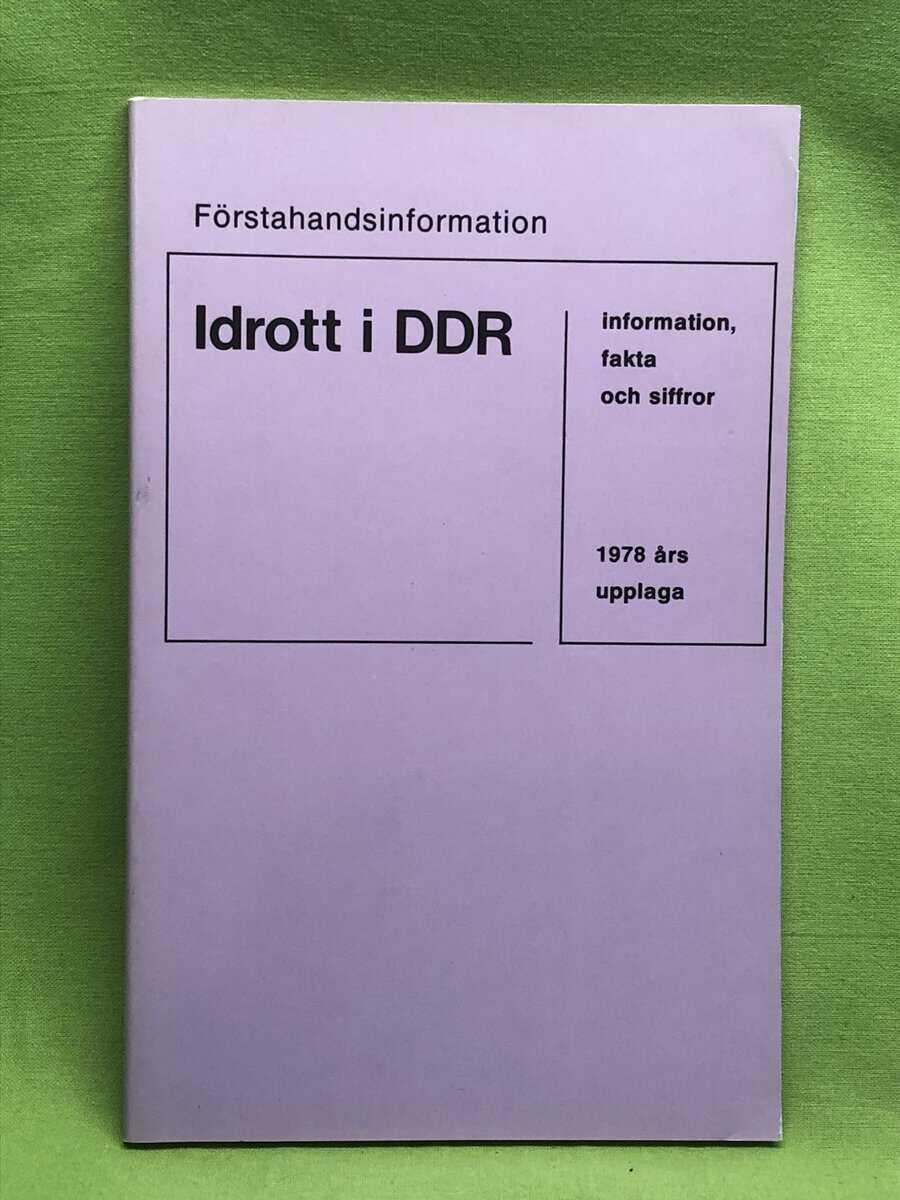 Förstahandsinformation
Idrott i DDR
information,
fakta
och siffror
1978 års
upplaga